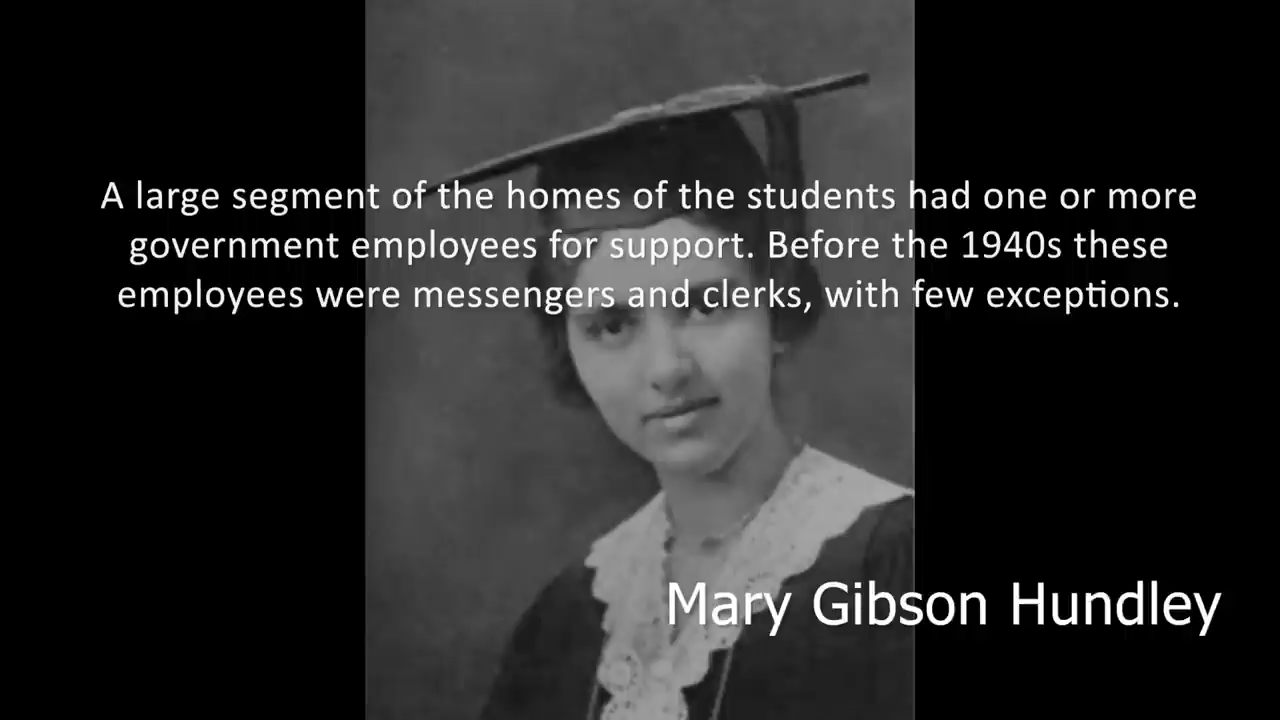 A large segment of the homes of the students had one or more
government employees for support. Before the 1940s these
employees were messengers and clerks, with few exceptions.
Mary Gibson Hundley